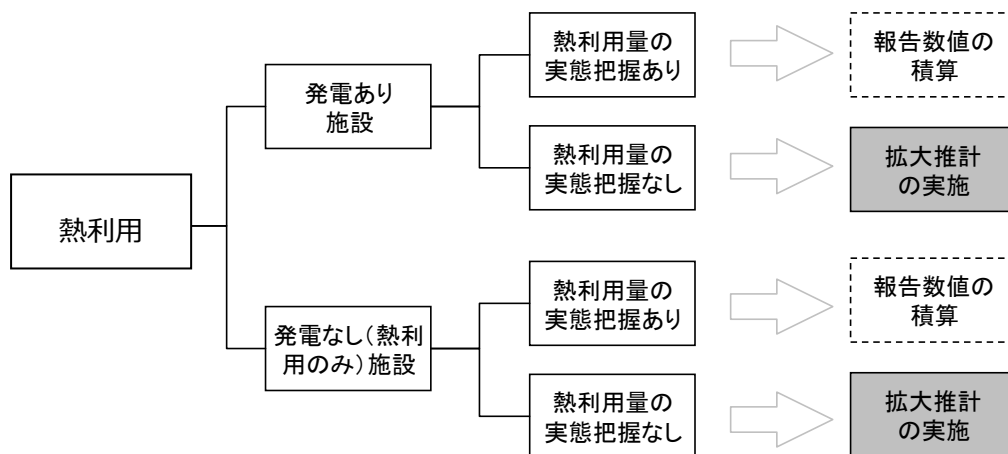 熱利用
発電あり
施設
熱利用量の
実態把握あり
報告数値の
積算
熱利用量の
実態把握なし
拡大推計
の実施
発電なし（熱利
用のみ）施設
熱利用量の
実態把握あり
報告数値の
積算
熱利用量の
実態把握なし
拡大推計
の実施